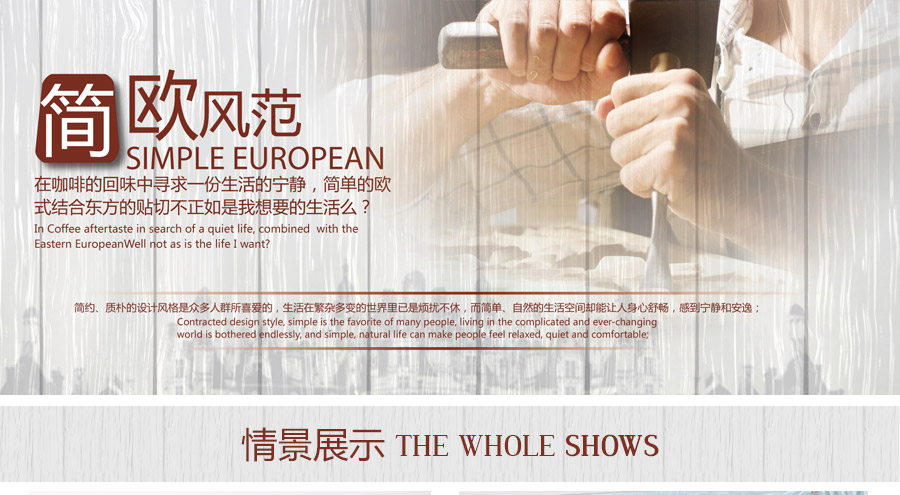 简欧风范
SIMPLE EUROPEAN
在咖啡的回味中寻求一份生活的宁静，简单的欧
式结合东方的贴切不正如是我想要的生活么？
In Coffee aftertaste in search of a quiet life, combined with the
Eastern EuropeanWell not as is the life I want?
简约、质朴的设计风格是众多人群所喜爱的，生活在繁杂多变的世界里已是烦扰不休，而简单、自然的生活空间却能让人身心舒畅，感到宁静和安逸；
Contracted design style, simple is the favorite of many people, living in the complicated and ever-changing
world is bothered endlessly, and simple, natural life can make people feel relaxed, quiet and comfortable;
情景展示 THE WHOLE SHOWS